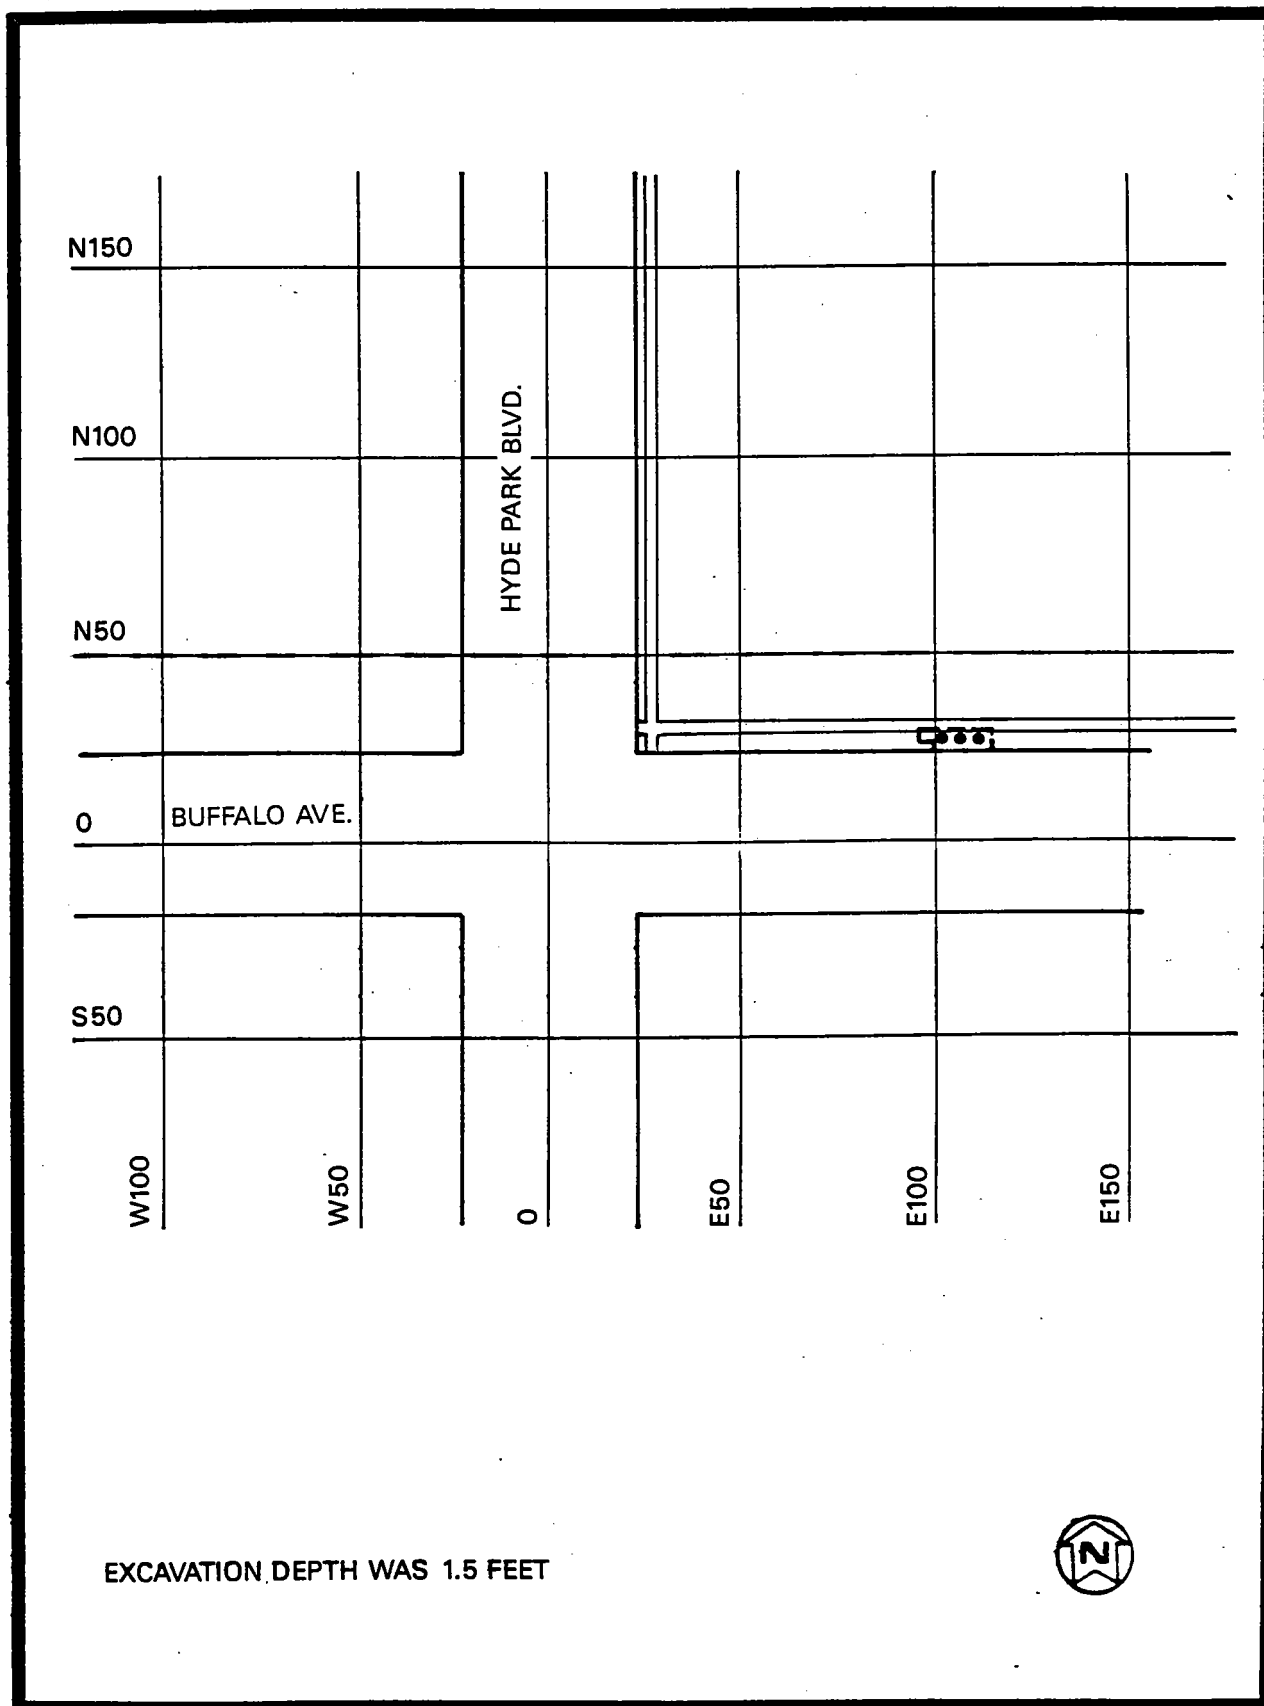 N150
N100
HYDE PARK BLVD.
N50
0
BUFFALO AVE.
S50
W100
W50
0
E50
E100
E150
EXCAVATION DEPTH WAS 1.5 FEET
N